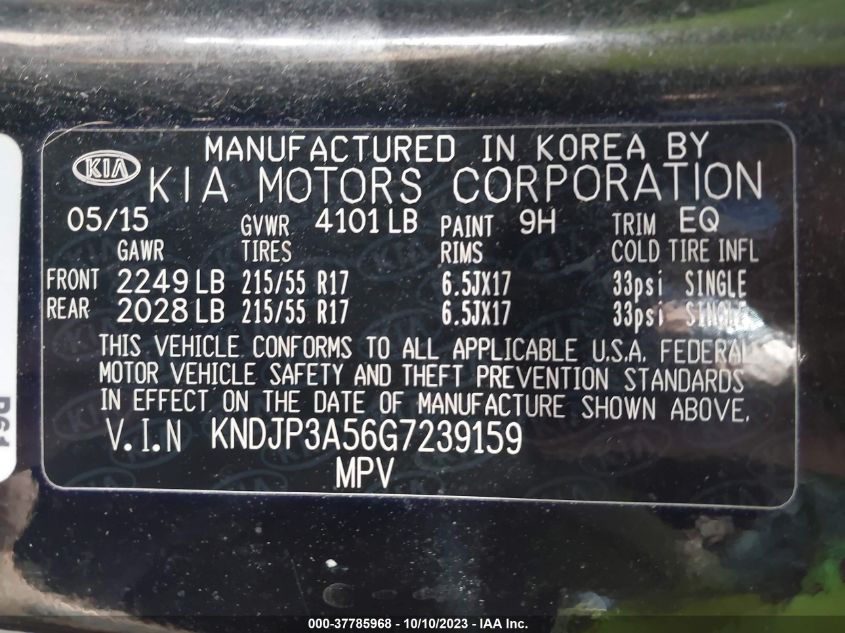 MANUFACTURED IN KOREA BY
KIA KIA MOTORS CORPORATION
05/15 GVWR 4101 LB PAINT 9H TRIM EQ
GAWR TIRES RIMS COLD TIRE INFL
FRONT 2249 LB 215/55 R17 6.5JX17 33psi SINGLE
REAR 2028 LB 215/55 R17 6.5JX17 33psi SINGLE
THIS VEHICLE CONFORMS TO ALL APPLICABLE U.S.A. FEDERAL
MOTOR VEHICLE SAFETY AND THEFT PREVENTION STANDARDS
IN EFFECT ON THE DATE OF MANUFACTURE SHOWN ABOVE.
V.I.N KNDJP3A56G7239159
MPV
000-37785968 - 10/10/2023 - IAA Inc.